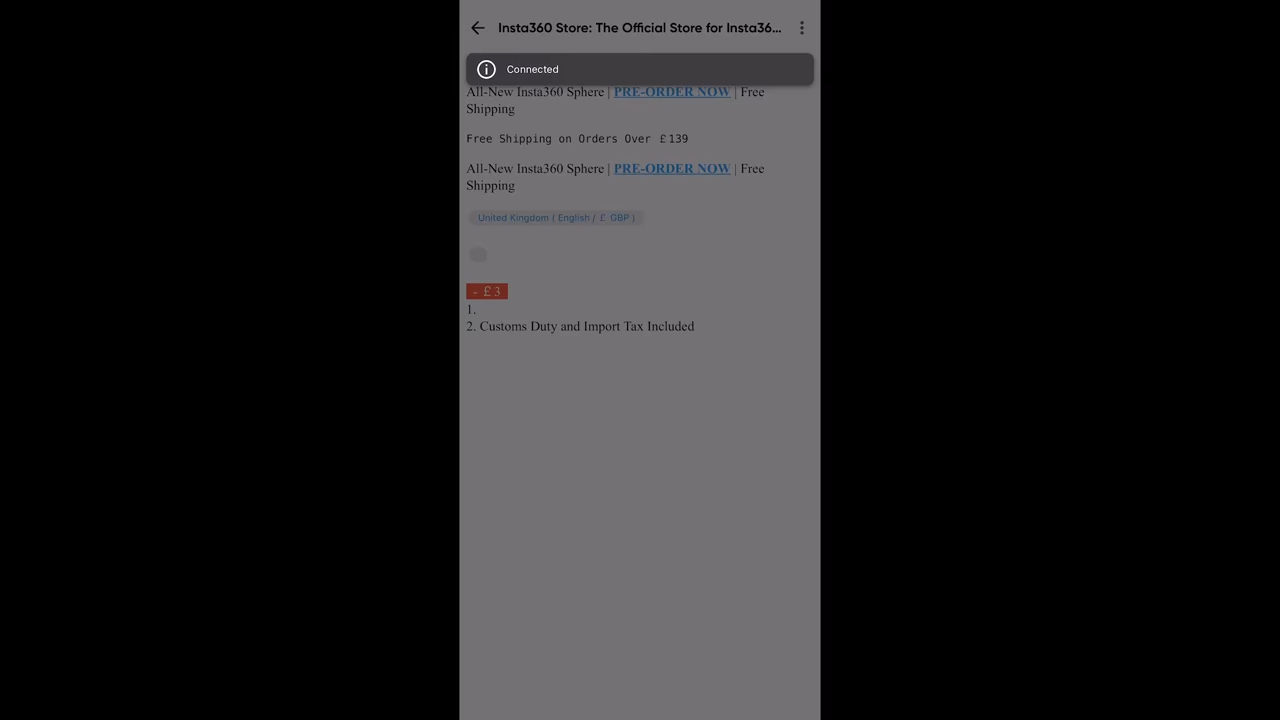 Insta360 Store: The Official Store for Insta36...
Connected
All-New Insta360 Sphere | PRE-ORDER NOW | Free
Shipping
Free Shipping on Orders Over £139
All-New Insta360 Sphere | PRE-ORDER NOW | Free
Shipping
United Kingdom ( English / £ GBP )
- £3
1.
2. Customs Duty and Import Tax Included